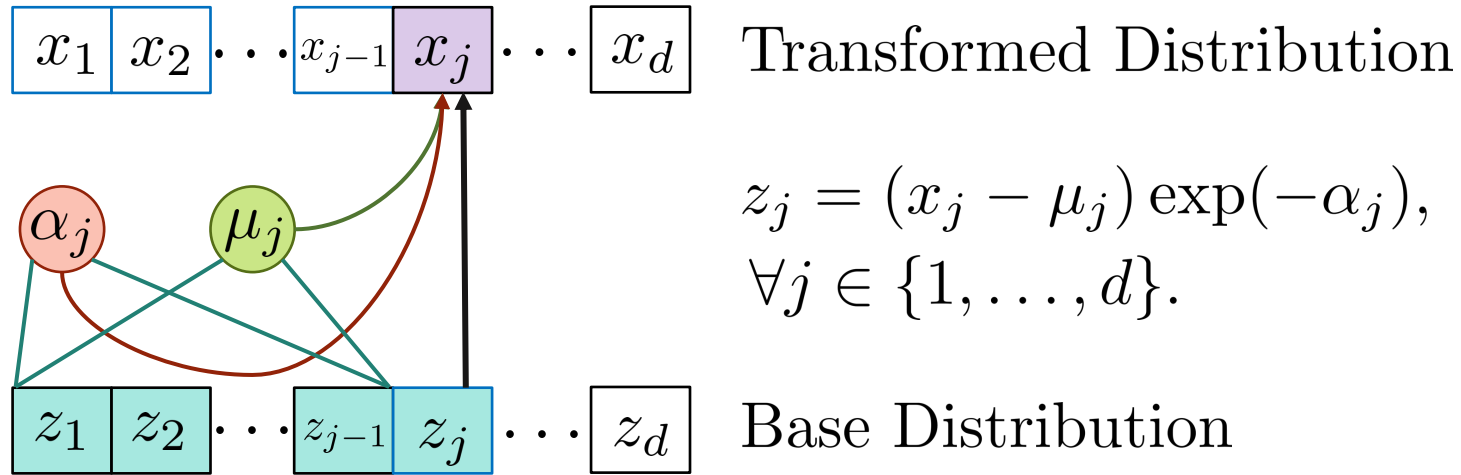 x₁ x₂ ··· xⱼ₋₁ xⱼ ··· x_d Transformed Distribution
αⱼ μⱼ
zⱼ = (xⱼ − μⱼ) exp(−αⱼ),
∀j ∈ {1, . . . , d}.
z₁ z₂ ··· zⱼ₋₁ zⱼ ··· z_d Base Distribution